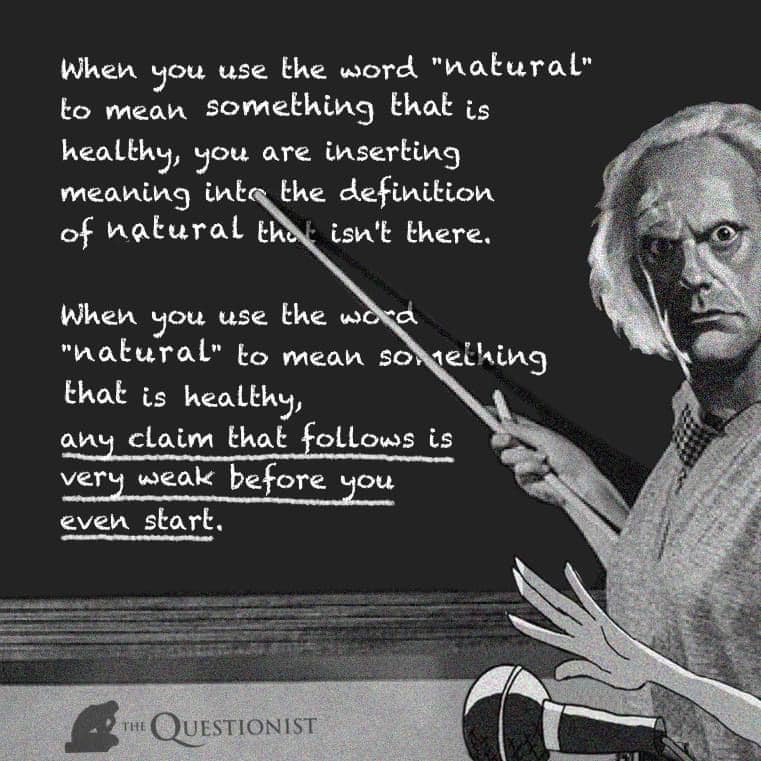 When you use the word "natural"
to mean something that is
healthy, you are inserting
meaning into the definition
of natural that isn't there.
When you use the word
"natural" to mean something
that is healthy,
any claim that follows is
very weak before you
even start.
THE QUESTIONIST